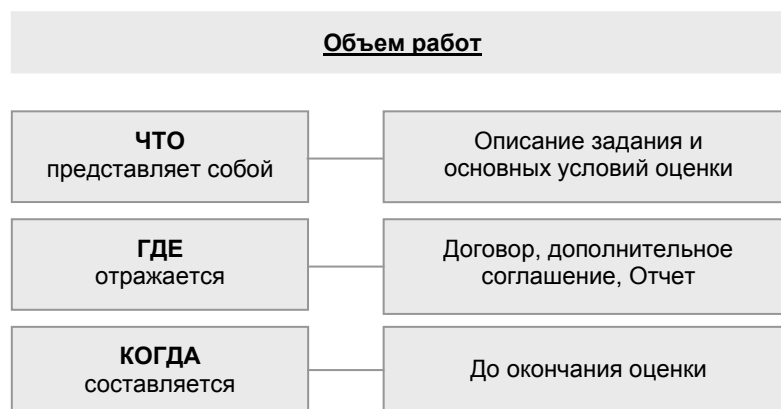 Объем работ
ЧТО
представляет собой
Описание задания и
основных условий оценки
ГДЕ
отражается
Договор, дополнительное
соглашение, Отчет
КОГДА
составляется
До окончания оценки